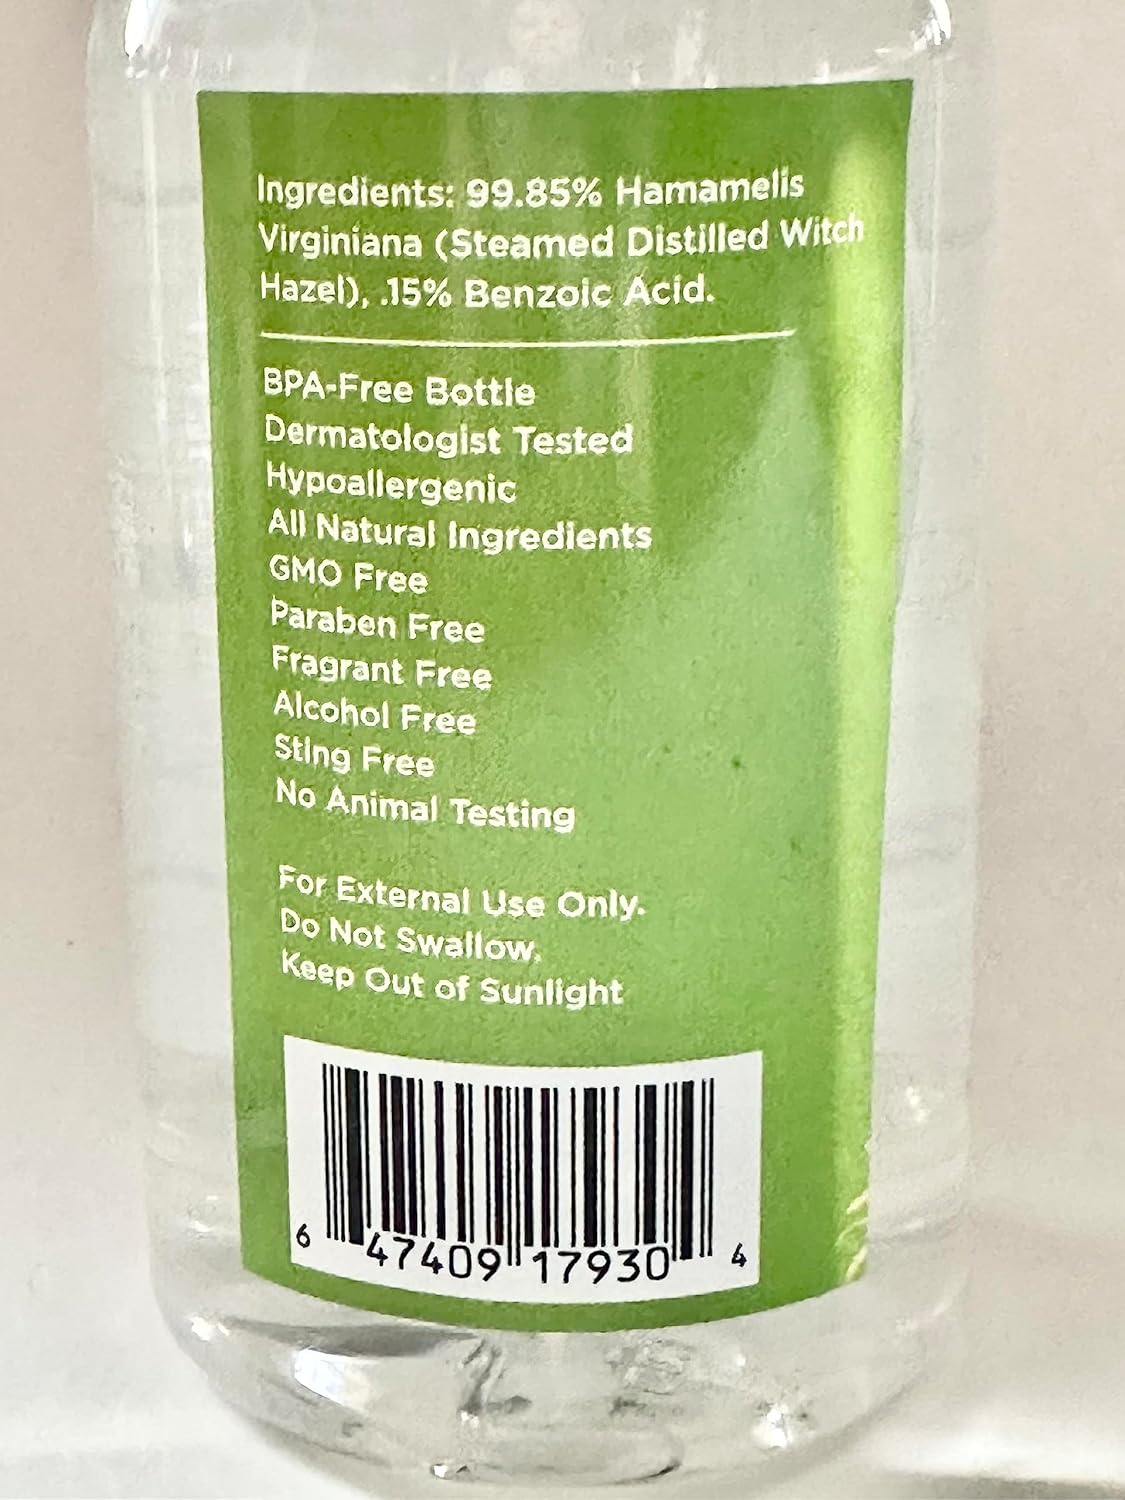 Ingredients: 99.85% Hamamelis
Virginiana (Steamed Distilled Witch
Hazel), .15% Benzoic Acid.
BPA-Free Bottle
Dermatologist Tested
Hypoallergenic
All Natural Ingredients
GMO Free
Paraben Free
Fragrant Free
Alcohol Free
Sting Free
No Animal Testing
For External Use Only.
Do Not Swallow.
Keep Out of Sunlight
6 47409 17930 4